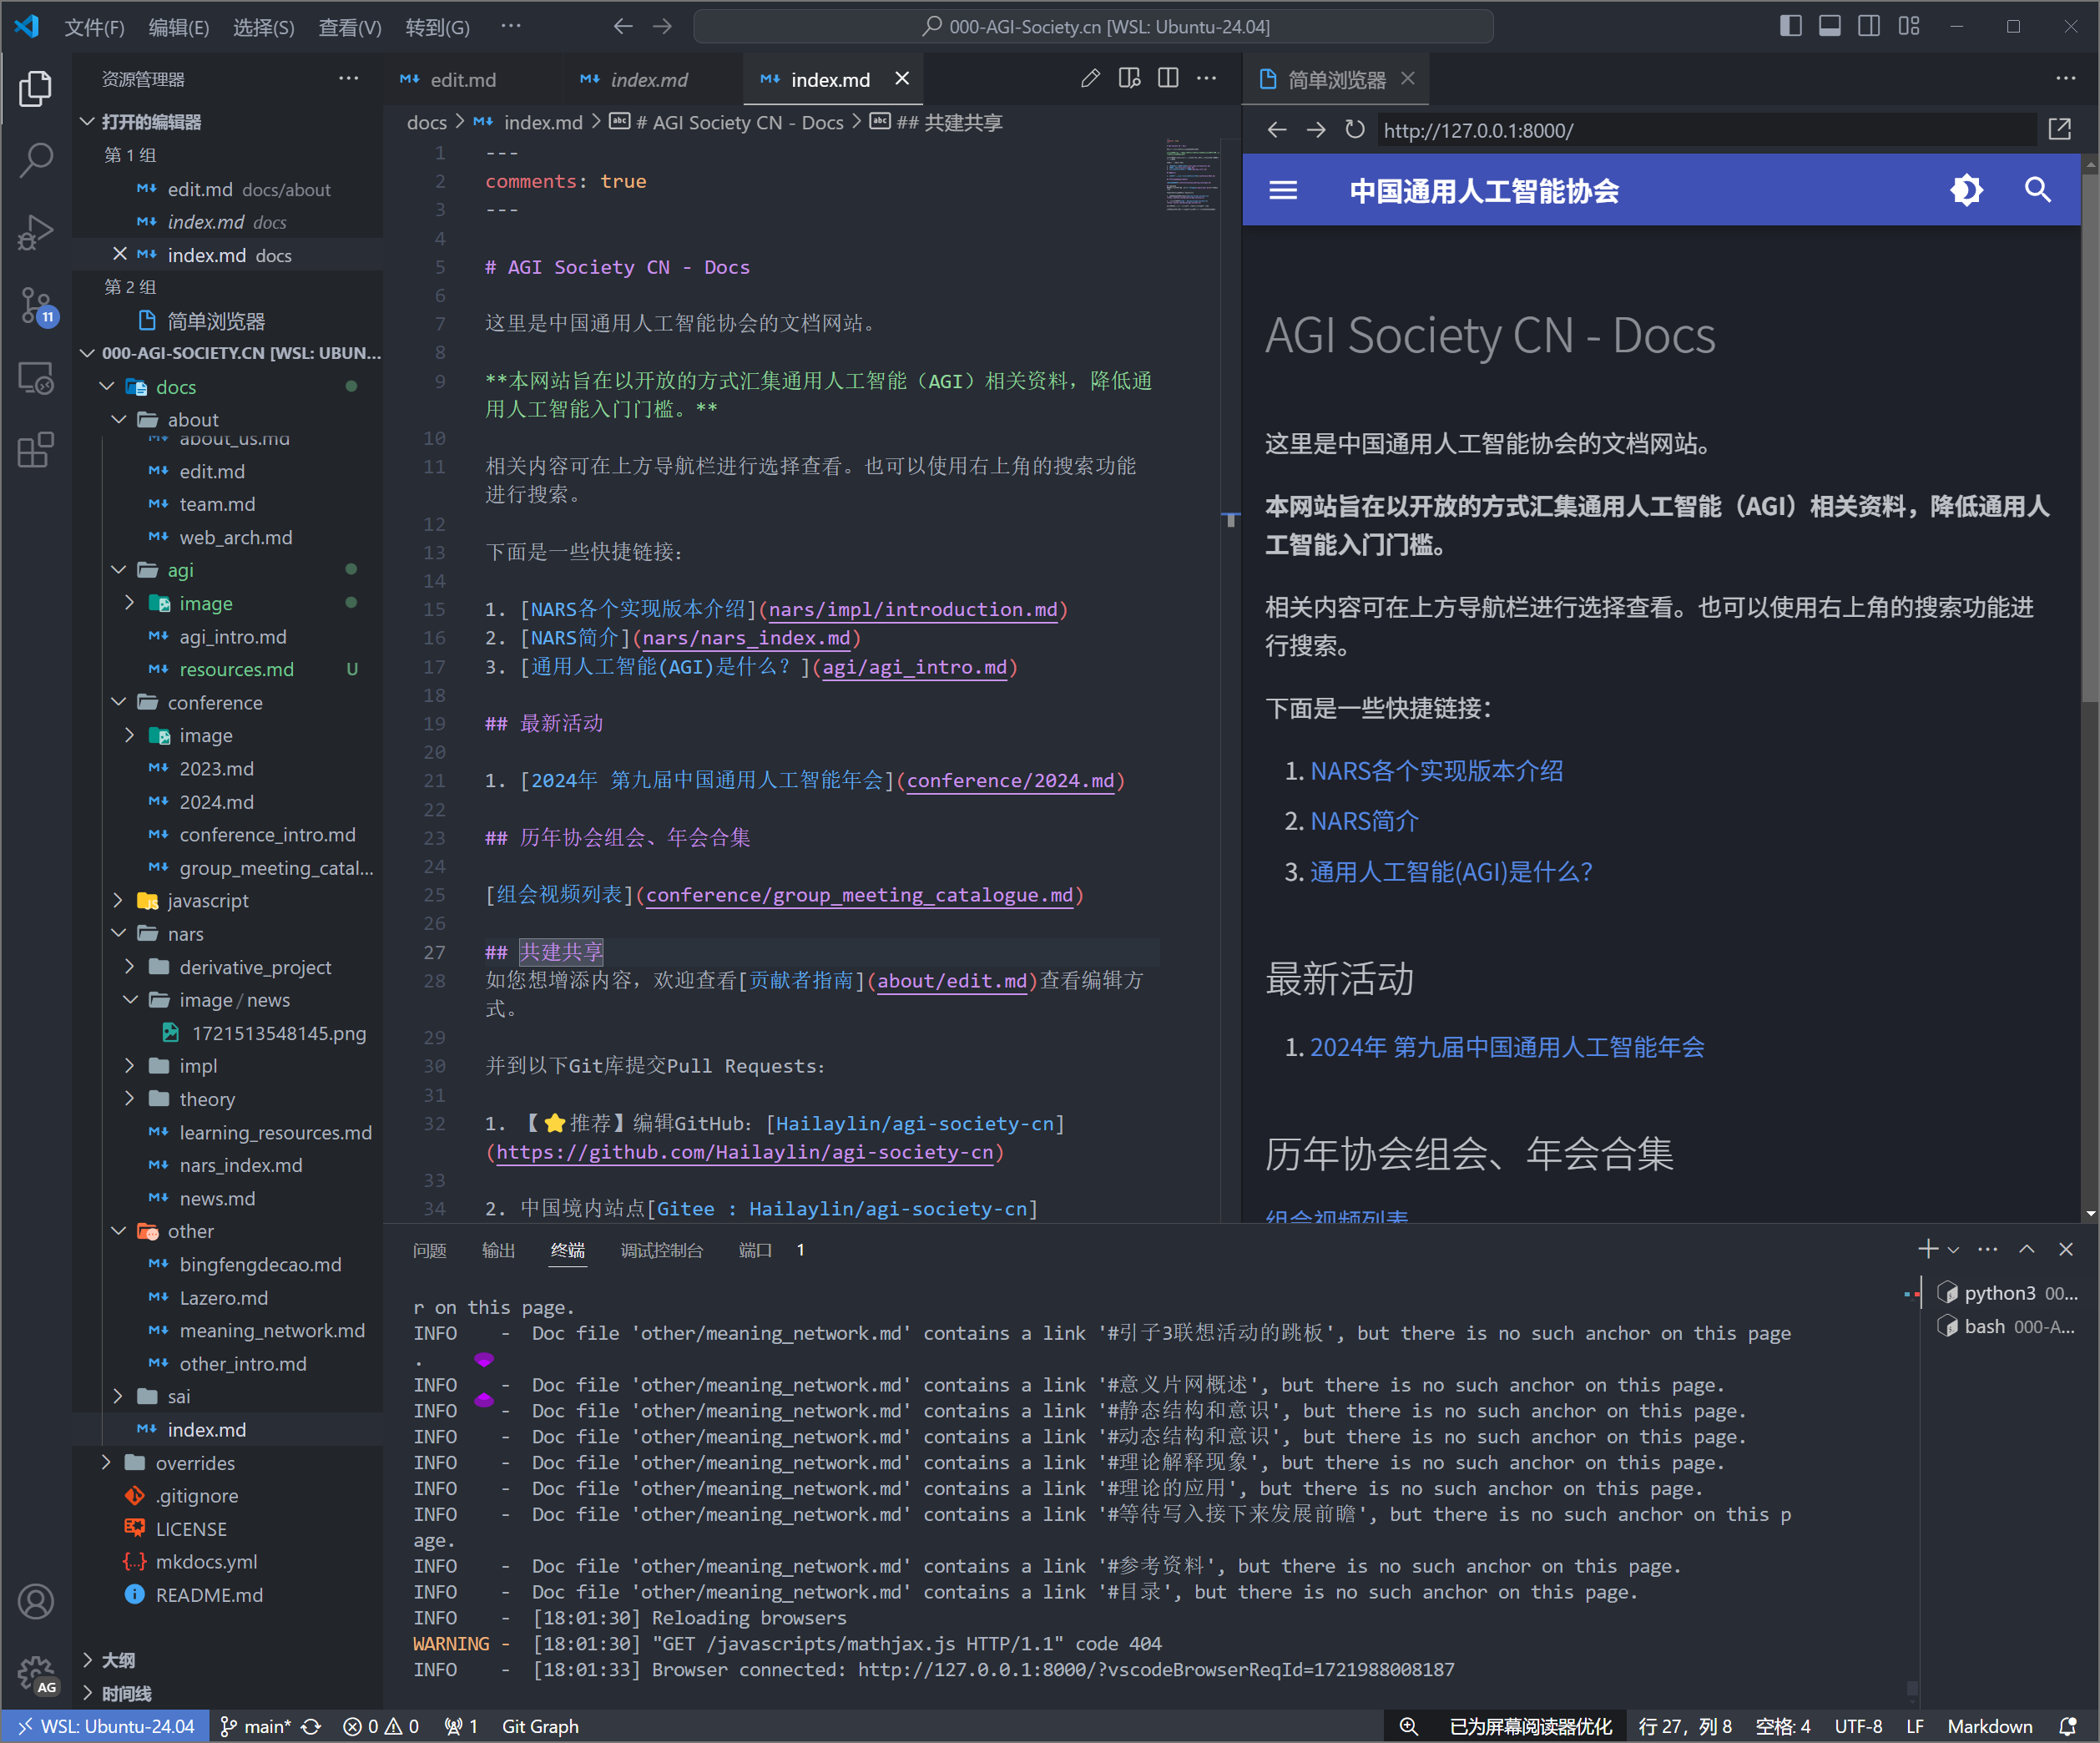 文件(F) 编辑(E) 选择(S) 查看(V) 转到(G) ··· 000-AGI-Society.cn [WSL: Ubuntu-24.04]
资源管理器
打开的编辑器
第 1 组
edit.md docs/about
index.md docs
index.md docs
第 2 组
简单浏览器
000-AGI-SOCIETY.CN [WSL: UBUN...
docs
about
about_us.md
edit.md
team.md
web_arch.md
agi
image
agi_intro.md
resources.md U
conference
image
2023.md
2024.md
conference_intro.md
group_meeting_catal...
javascript
nars
derivative_project
image/news
1721513548145.png
impl
theory
learning_resources.md
nars_index.md
news.md
other
bingfengdecao.md
Lazero.md
meaning_network.md
other_intro.md
sai
index.md
overrides
.gitignore
LICENSE
mkdocs.yml
README.md
大纲
时间线
11
AG
edit.md index.md index.md
docs > index.md > # AGI Society CN - Docs > ## 共建共享
1 ---
2 comments: true
3 ---
4
5 # AGI Society CN - Docs
6
7 这里是中国通用人工智能协会的文档网站。
8
9 **本网站旨在以开放的方式汇集通用人工智能（AGI）相关资料，降低通
用人工智能入门门槛。**
10
11 相关内容可在上方导航栏进行选择查看。也可以使用右上角的搜索功能
进行搜索。
12
13 下面是一些快捷链接：
14
15 1. [NARS各个实现版本介绍](nars/impl/introduction.md)
16 2. [NARS简介](nars/nars_index.md)
17 3. [通用人工智能(AGI)是什么？](agi/agi_intro.md)
18
19 ## 最新活动
20
21 1. [2024年 第九届中国通用人工智能年会](conference/2024.md)
22
23 ## 历年协会组会、年会合集
24
25 [组会视频列表](conference/group_meeting_catalogue.md)
26
27 ## 共建共享
28 如您想增添内容，欢迎查看[贡献者指南](about/edit.md)查看编辑方
式。
29
30 并到以下Git库提交Pull Requests：
31
32 1. 【⭐推荐】编辑GitHub：[Hailaylin/agi-society-cn]
(https://github.com/Hailaylin/agi-society-cn)
33
34 2. 中国境内站点[Gitee : Hailaylin/agi-society-cn]
简单浏览器
http://127.0.0.1:8000/
中国通用人工智能协会
AGI Society CN - Docs
这里是中国通用人工智能协会的文档网站。
本网站旨在以开放的方式汇集通用人工智能（AGI）相关资料，降低通用人
工智能入门门槛。
相关内容可在上方导航栏进行选择查看。也可以使用右上角的搜索功能进
行搜索。
下面是一些快捷链接：
1. NARS各个实现版本介绍
2. NARS简介
3. 通用人工智能(AGI)是什么？
最新活动
1. 2024年 第九届中国通用人工智能年会
历年协会组会、年会合集
组会视频列表
问题 输出 终端 调试控制台 端口 1
r on this page.
INFO - Doc file 'other/meaning_network.md' contains a link '#引子3联想活动的跳板', but there is no such anchor on this page
.
INFO - Doc file 'other/meaning_network.md' contains a link '#意义片网概述', but there is no such anchor on this page.
INFO - Doc file 'other/meaning_network.md' contains a link '#静态结构和意识', but there is no such anchor on this page.
INFO - Doc file 'other/meaning_network.md' contains a link '#动态结构和意识', but there is no such anchor on this page.
INFO - Doc file 'other/meaning_network.md' contains a link '#理论解释现象', but there is no such anchor on this page.
INFO - Doc file 'other/meaning_network.md' contains a link '#理论的应用', but there is no such anchor on this page.
INFO - Doc file 'other/meaning_network.md' contains a link '#等待写入接下来发展前瞻', but there is no such anchor on this p
age.
INFO - Doc file 'other/meaning_network.md' contains a link '#参考资料', but there is no such anchor on this page.
INFO - Doc file 'other/meaning_network.md' contains a link '#目录', but there is no such anchor on this page.
INFO - [18:01:30] Reloading browsers
WARNING - [18:01:30] "GET /javascripts/mathjax.js HTTP/1.1" code 404
INFO - [18:01:33] Browser connected: http://127.0.0.1:8000/?vscodeBrowserReqId=1721988008187
python3 00...
bash 000-A...
WSL: Ubuntu-24.04 main* 0 0 1 Git Graph 已为屏幕阅读器优化 行 27，列 8 空格: 4 UTF-8 LF Markdown